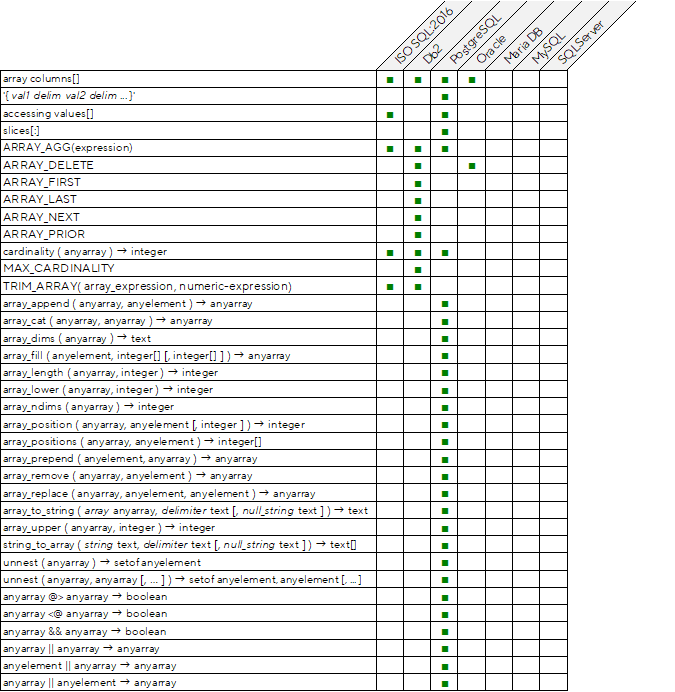 ISO SQL:2016
Db2
PostgreSQL
Oracle
Maria DB
MySQL
SQL Server
array columns[]
'{ val1 delim val2 delim ... }'
accessing values[]
slices[:]
ARRAY_AGG(expression)
ARRAY_DELETE
ARRAY_FIRST
ARRAY_LAST
ARRAY_NEXT
ARRAY_PRIOR
cardinality ( anyarray ) → integer
MAX_CARDINALITY
TRIM_ARRAY( array_expression, numeric-expression)
array_append ( anyarray, anyelement ) → anyarray
array_cat ( anyarray, anyarray ) → anyarray
array_dims ( anyarray ) → text
array_fill ( anyelement, integer[] [, integer[] ] ) → anyarray
array_length ( anyarray, integer ) → integer
array_lower ( anyarray, integer ) → integer
array_ndims ( anyarray ) → integer
array_position ( anyarray, anyelement [, integer ] ) → integer
array_positions ( anyarray, anyelement ) → integer[]
array_prepend ( anyelement, anyarray ) → anyarray
array_remove ( anyarray, anyelement ) → anyarray
array_replace ( anyarray, anyelement, anyelement ) → anyarray
array_to_string ( array anyarray, delimiter text [, null_string text ] ) → text
array_upper ( anyarray, integer ) → integer
string_to_array ( string text, delimiter text [, null_string text ] ) → text[]
unnest ( anyarray ) → setof anyelement
unnest ( anyarray, anyarray [, ... ] ) → setof anyelement, anyelement [, ... ]
anyarray @> anyarray → boolean
anyarray <@ anyarray → boolean
anyarray && anyarray → boolean
anyarray || anyarray → anyarray
anyelement || anyarray → anyarray
anyarray || anyelement → anyarray